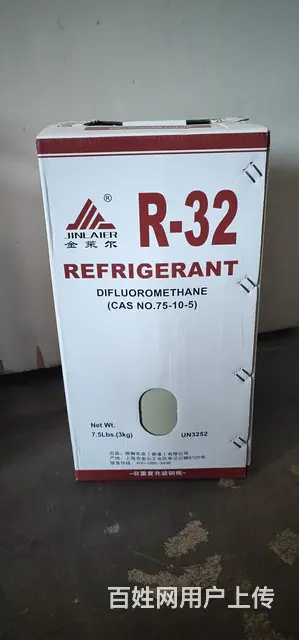 ®
JINLAIER
金莱尔
R-32
REFRIGERANT
DIFLUOROMETHANE
(CAS NO.75-10-5)
Net Wt.
7.5Lbs.(3kg)
UN3252
-非重复充装钢瓶-
百姓网用户上传